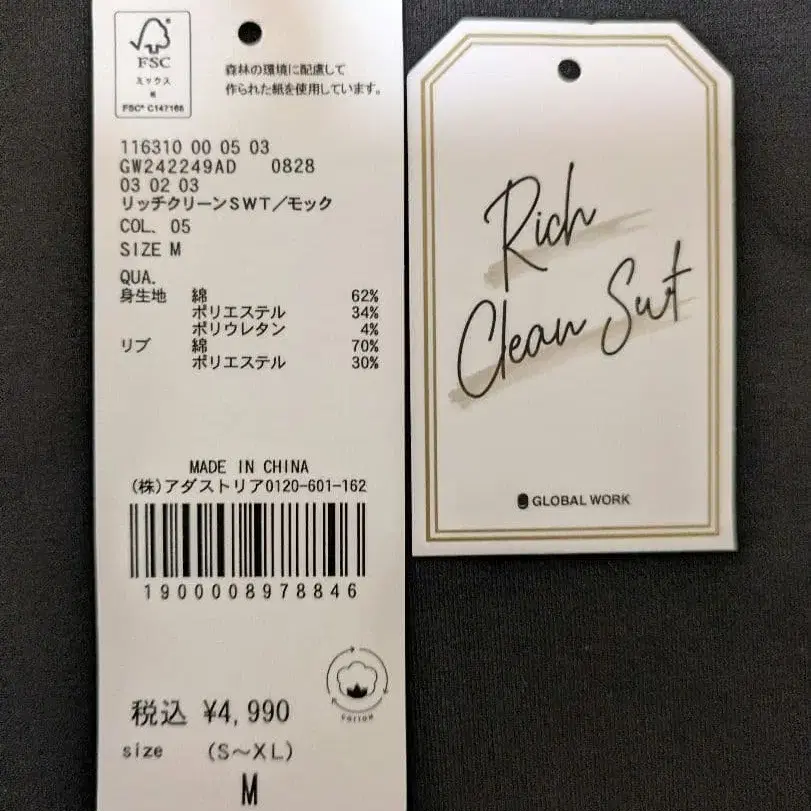 FSC
ミックス
紙
FSC® C147166
森林の環境に配慮して
作られた紙を使用しています。
116310 00 05 03
GW242249AD 0828
03 02 03
リッチクリーンSWT/モック
COL. 05
SIZE M
QUA.
身生地 綿 62%
ポリエステル 34%
ポリウレタン 4%
リブ 綿 70%
ポリエステル 30%
MADE IN CHINA
(株)アダストリア0120-601-162
1900008978846
cotton
税込 ¥4,990
size (S~XL)
M
Rich
Clean Swt
GLOBAL WORK